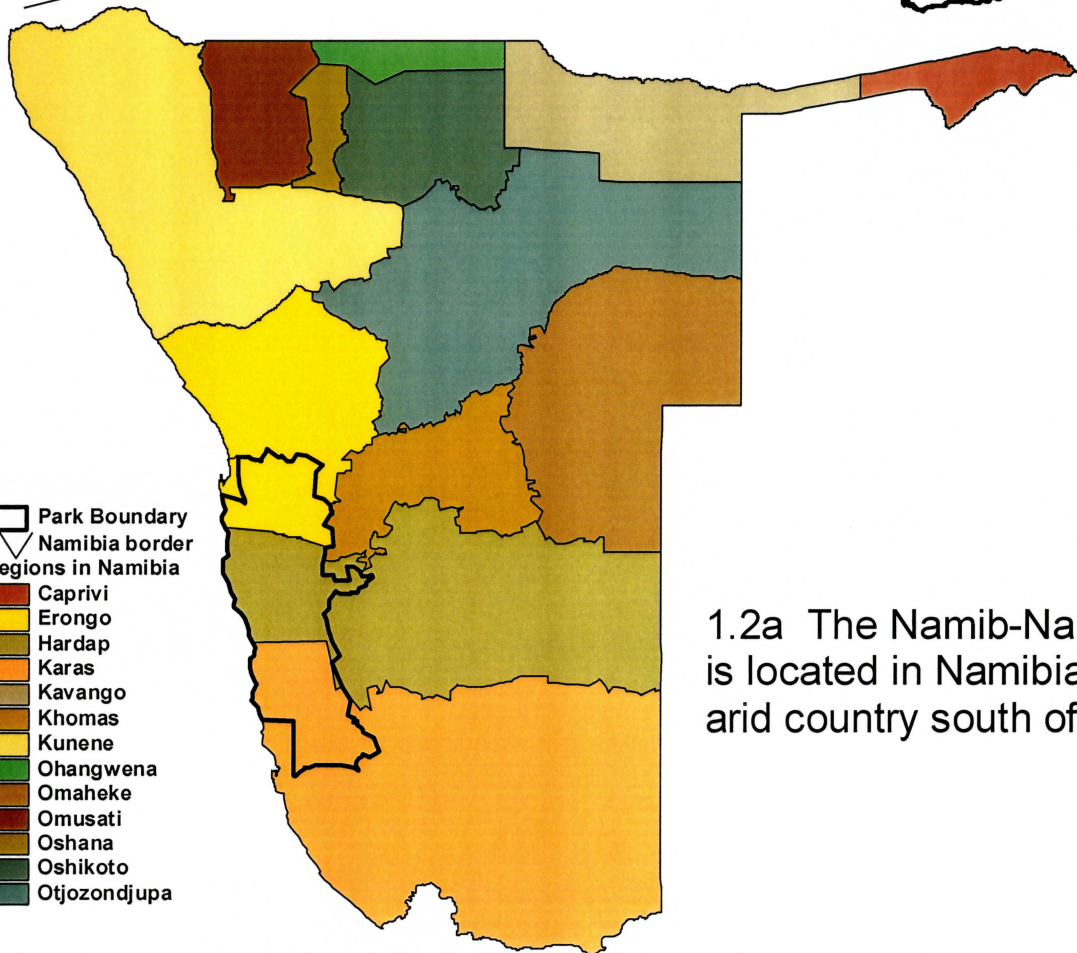 Park Boundary
Namibia border
egions in Namibia
Caprivi
Erongo
Hardap
Karas
Kavango
Khomas
Kunene
Ohangwena
Omaheke
Omusati
Oshana
Oshikoto
Otjozondjupa
1.2a The Namib-Na
is located in Namibia
arid country south of